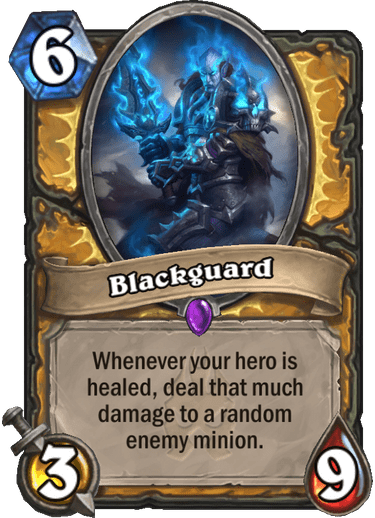 6
Blackguard
Whenever your hero is
healed, deal that much
damage to a random
enemy minion.
3
9